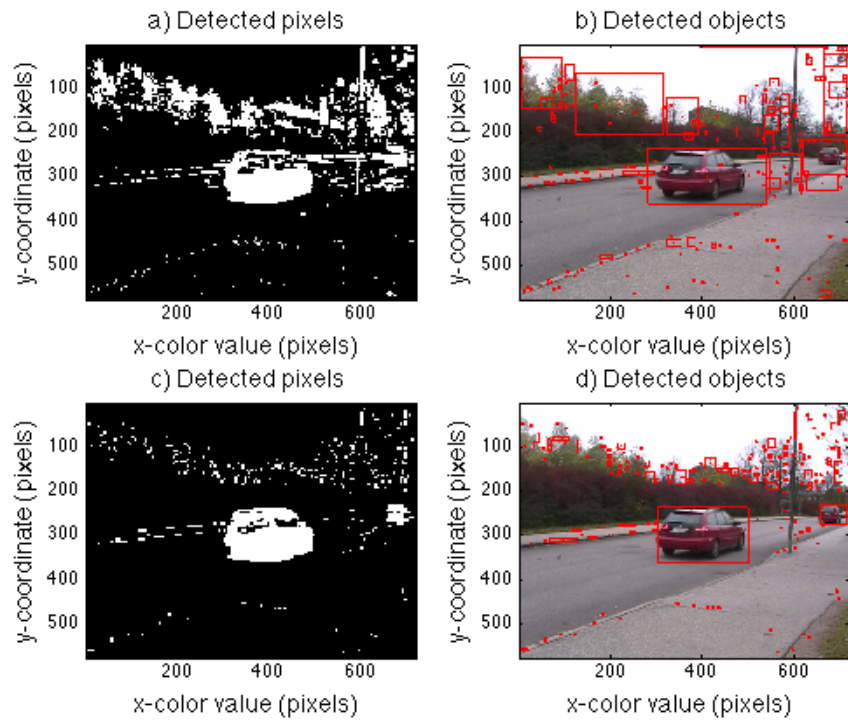 a) Detected pixels
b) Detected objects
y-coordinate (pixels)
100
200
300
400
500
200
400
600
x-color value (pixels)
y-coordinate (pixels)
100
200
300
400
500
200
400
600
x-color value (pixels)
c) Detected pixels
d) Detected objects
y-coordinate (pixels)
100
200
300
400
500
200
400
600
x-color value (pixels)
y-coordinate (pixels)
100
200
300
400
500
200
400
600
x-color value (pixels)